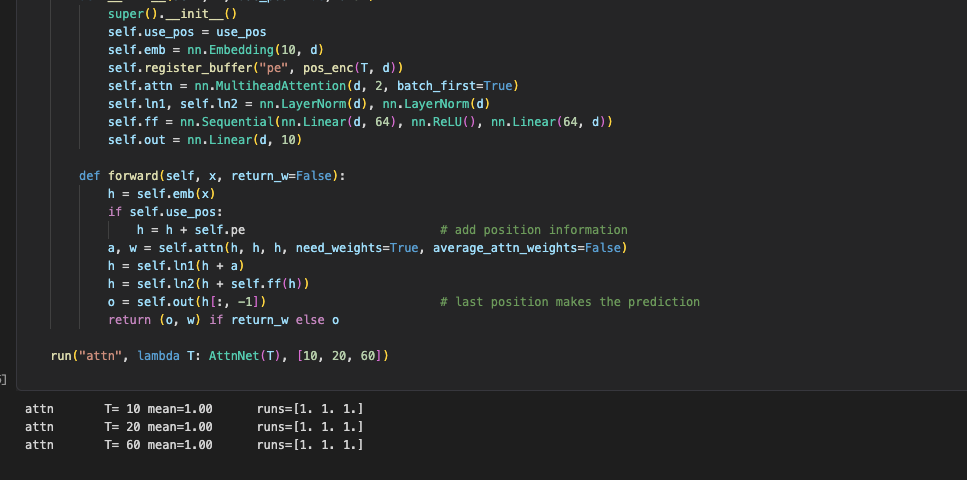 super().__init__()
self.use_pos = use_pos
self.emb = nn.Embedding(10, d)
self.register_buffer("pe", pos_enc(T, d))
self.attn = nn.MultiheadAttention(d, 2, batch_first=True)
self.ln1, self.ln2 = nn.LayerNorm(d), nn.LayerNorm(d)
self.ff = nn.Sequential(nn.Linear(d, 64), nn.ReLU(), nn.Linear(64, d))
self.out = nn.Linear(d, 10)
def forward(self, x, return_w=False):
h = self.emb(x)
if self.use_pos:
h = h + self.pe # add position information
a, w = self.attn(h, h, h, need_weights=True, average_attn_weights=False)
h = self.ln1(h + a)
h = self.ln2(h + self.ff(h))
o = self.out(h[:, -1]) # last position makes the prediction
return (o, w) if return_w else o
run("attn", lambda T: AttnNet(T), [10, 20, 60])
attn T= 10 mean=1.00 runs=[1. 1. 1.]
attn T= 20 mean=1.00 runs=[1. 1. 1.]
attn T= 60 mean=1.00 runs=[1. 1. 1.]